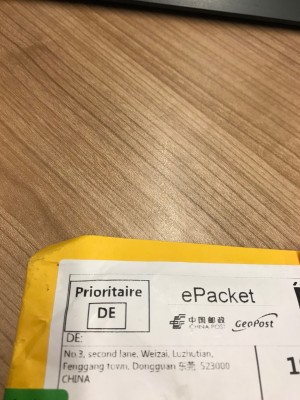 Prioritaire
DE
ePacket
中国邮政
CHINA POST
GeoPost
DE:
No.3, second lane, Weizai, Luzhutian,
Fenggang town, Dongguan 东莞 523000
CHINA